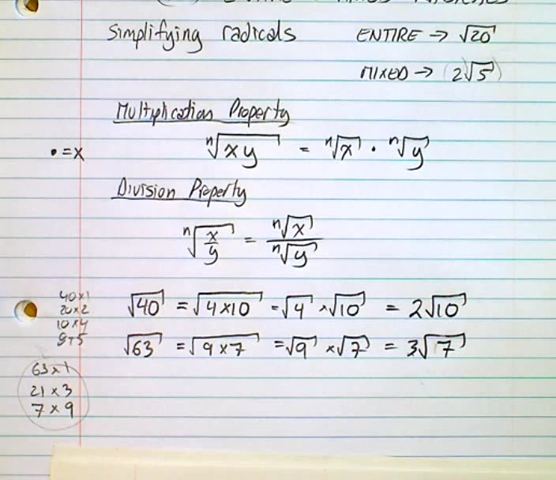 Simplifying radicals ENTIRE → √20
MIXED → (2√5)
Multiplication Property
• = x ⁿ√xy = ⁿ√x • ⁿ√y
Division Property
ⁿ√(x/y) = ⁿ√x / ⁿ√y
40 x 1
20 x 2
10 x 4
8 x 5
√40 = √4 x 10 = √4 x √10 = 2√10
√63 = √9 x 7 = √9 x √7 = 3√7
63 x 1
21 x 3
7 x 9